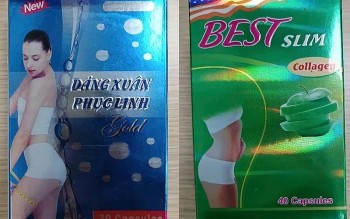 New
DÁNG XUÂN
PHỤC LINH
Gold
30 Capsules
BEST SLIM
Collagen
40 Capsules